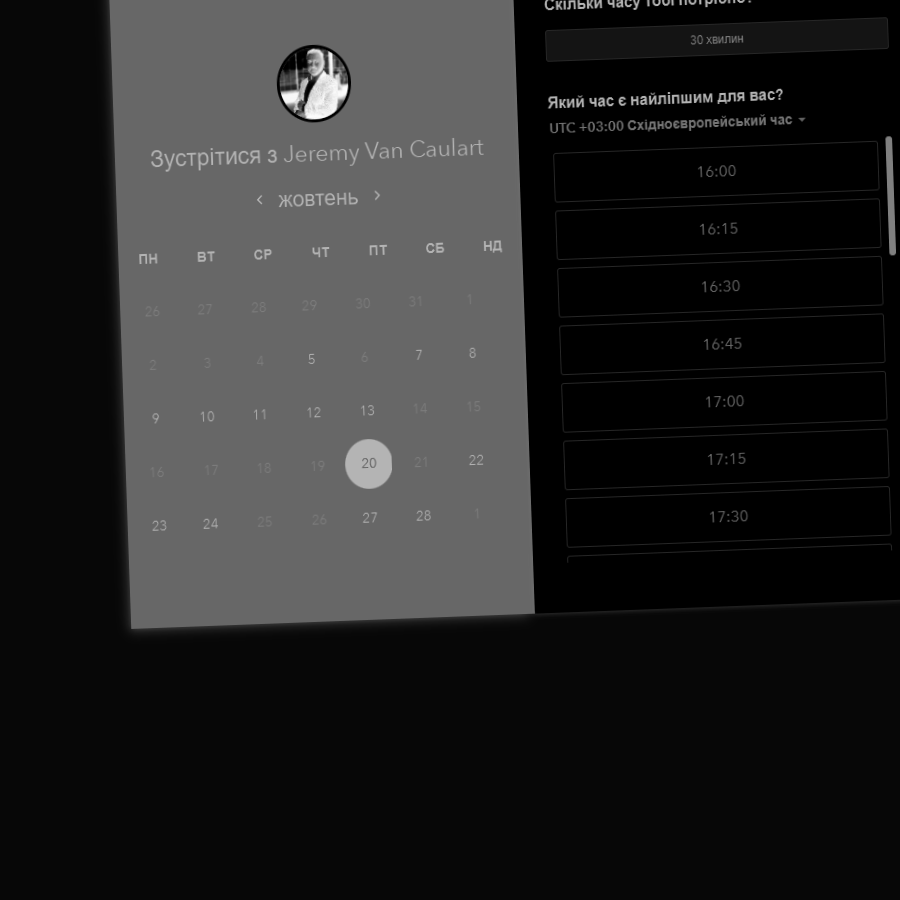 Зустрітися з Jeremy Van Caulart
жовтень
ПН ВТ СР ЧТ ПТ СБ НД
26 27 28 29 30 31 1
2 3 4 5 6 7 8
9 10 11 12 13 14 15
16 17 18 19 20 21 22
23 24 25 26 27 28 1
Скільки часу тобі потрібно?
30 хвилин
Який час є найліпшим для вас?
UTC +03:00 Східноєвропейський час
16:00
16:15
16:30
16:45
17:00
17:15
17:30